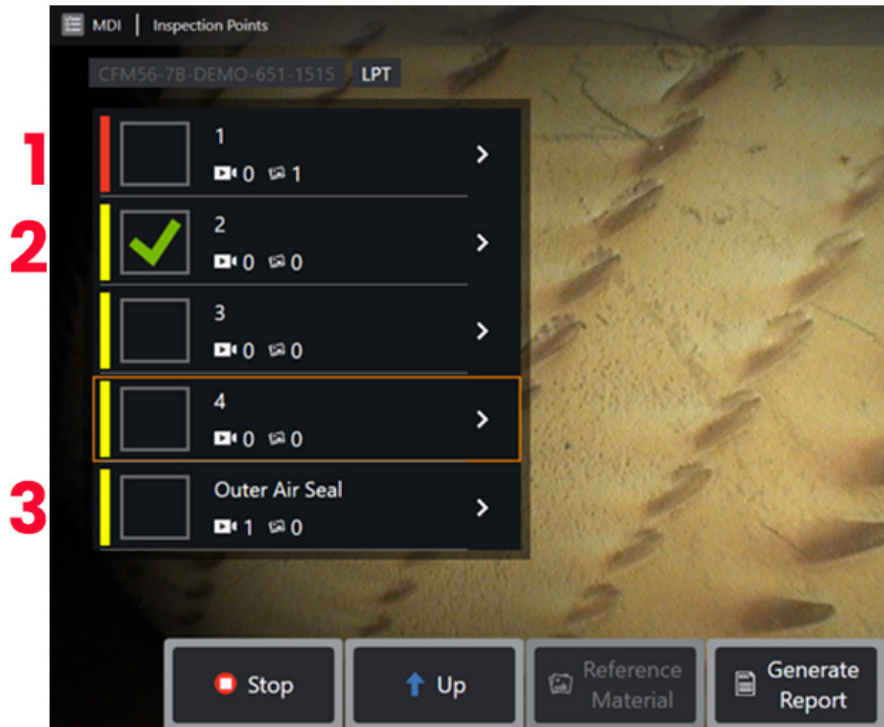 MDI | Inspection Points
CFM56-7B-DEMO-651-1515 LPT
1
1
0 1
2
2
0 0
3
0 0
4
0 0
3
Outer Air Seal
1 0
Stop
Up
Reference
Material
Generate
Report